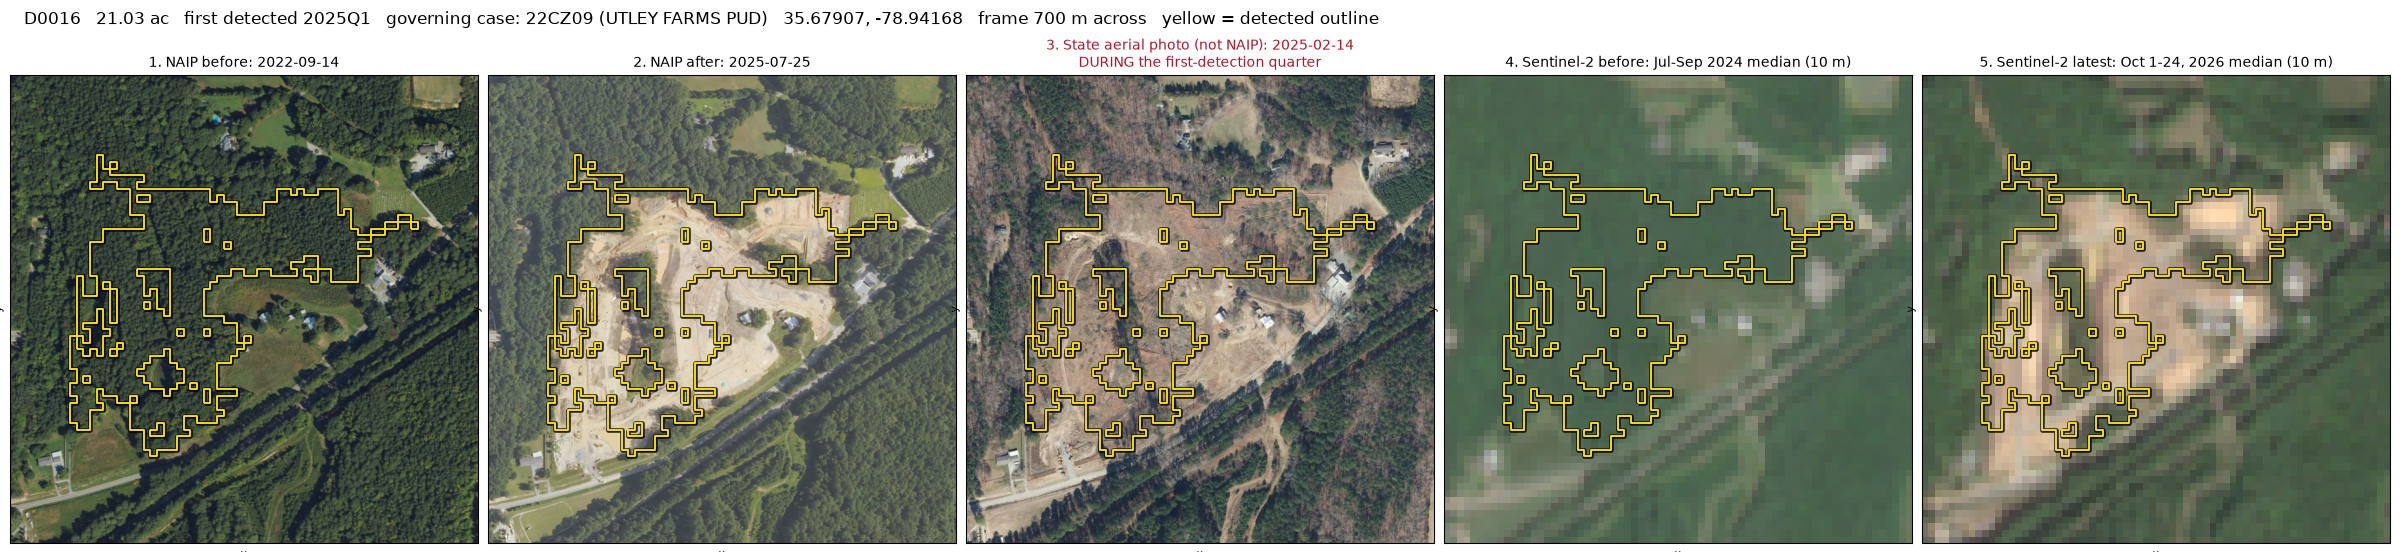 D0016   21.03 ac   first detected 2025Q1   governing case: 22CZ09 (UTLEY FARMS PUD)   35.67907, -78.94168   frame 700 m across   yellow = detected outline
1. NAIP before: 2022-09-14
2. NAIP after: 2025-07-25
3. State aerial photo (not NAIP): 2025-02-14
DURING the first-detection quarter
4. Sentinel-2 before: Jul-Sep 2024 median (10 m)
5. Sentinel-2 latest: Oct 1-24, 2026 median (10 m)